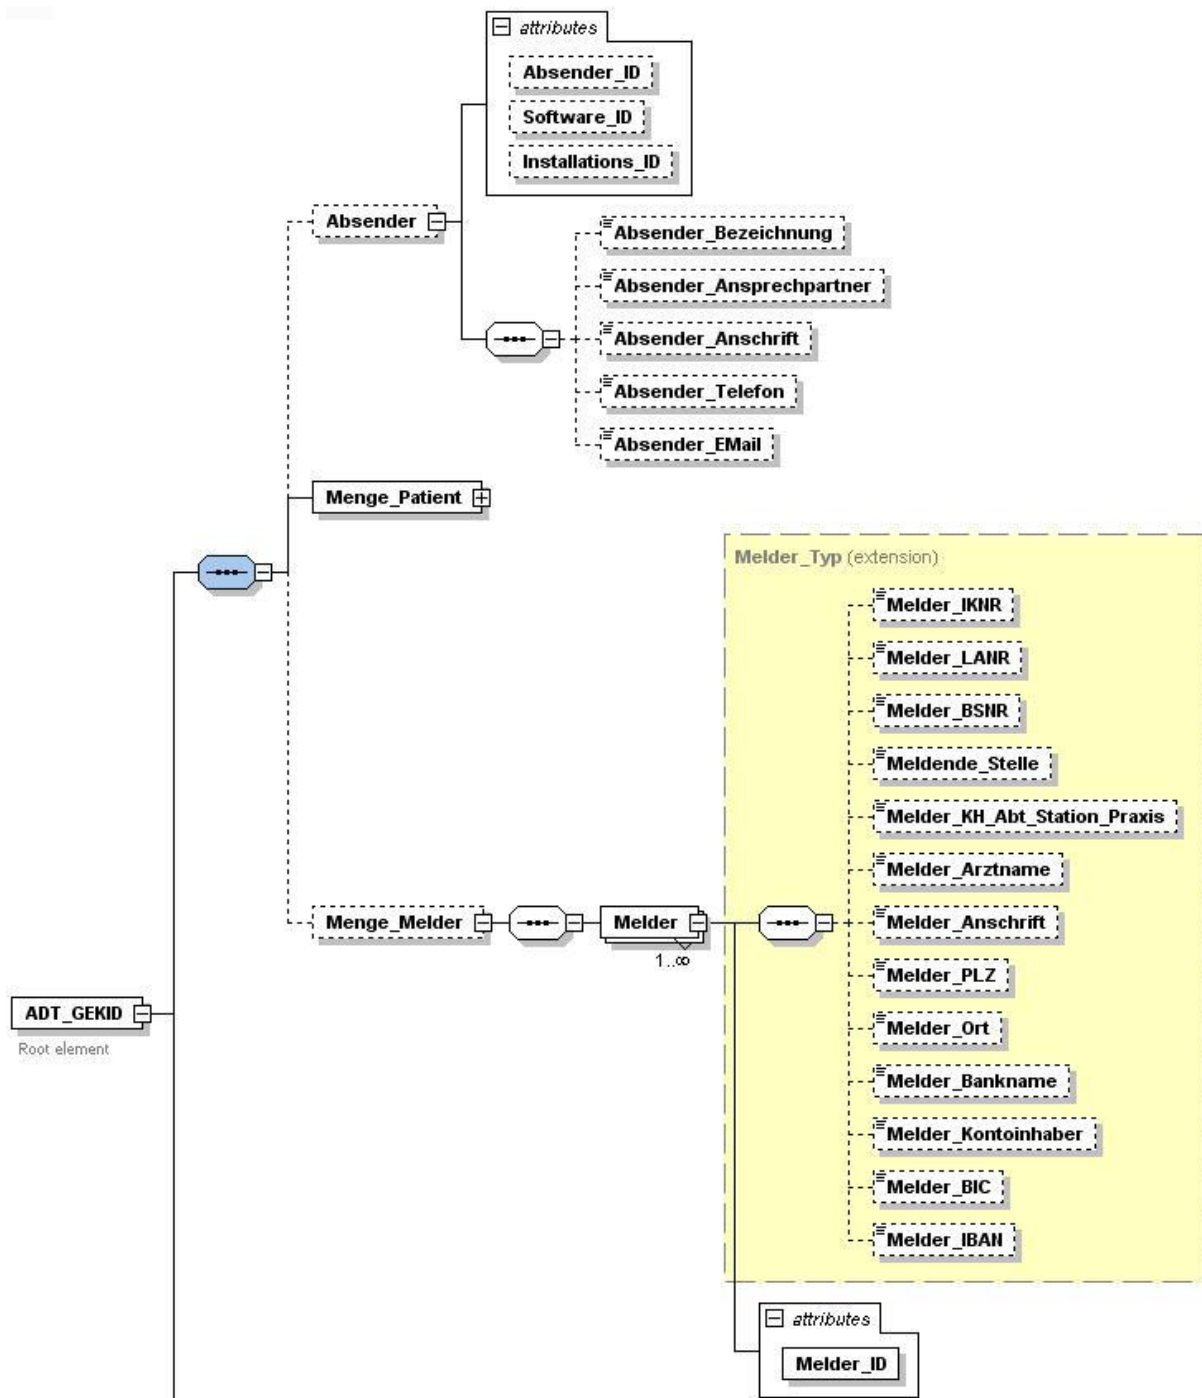 attributes
Absender_ID
Software_ID
Installations_ID
Absender
Absender_Bezeichnung
Absender_Ansprechpartner
Absender_Anschrift
Absender_Telefon
Absender_EMail
Menge_Patient
Melder_Typ (extension)
Melder_IKNR
Melder_LANR
Melder_BSNR
Meldende_Stelle
Melder_KH_Abt_Station_Praxis
Melder_Arztname
Menge_Melder
Melder
Melder_Anschrift
1..∞
Melder_PLZ
ADT_GEKID
Root element
Melder_Ort
Melder_Bankname
Melder_Kontoinhaber
Melder_BIC
Melder_IBAN
attributes
Melder_ID